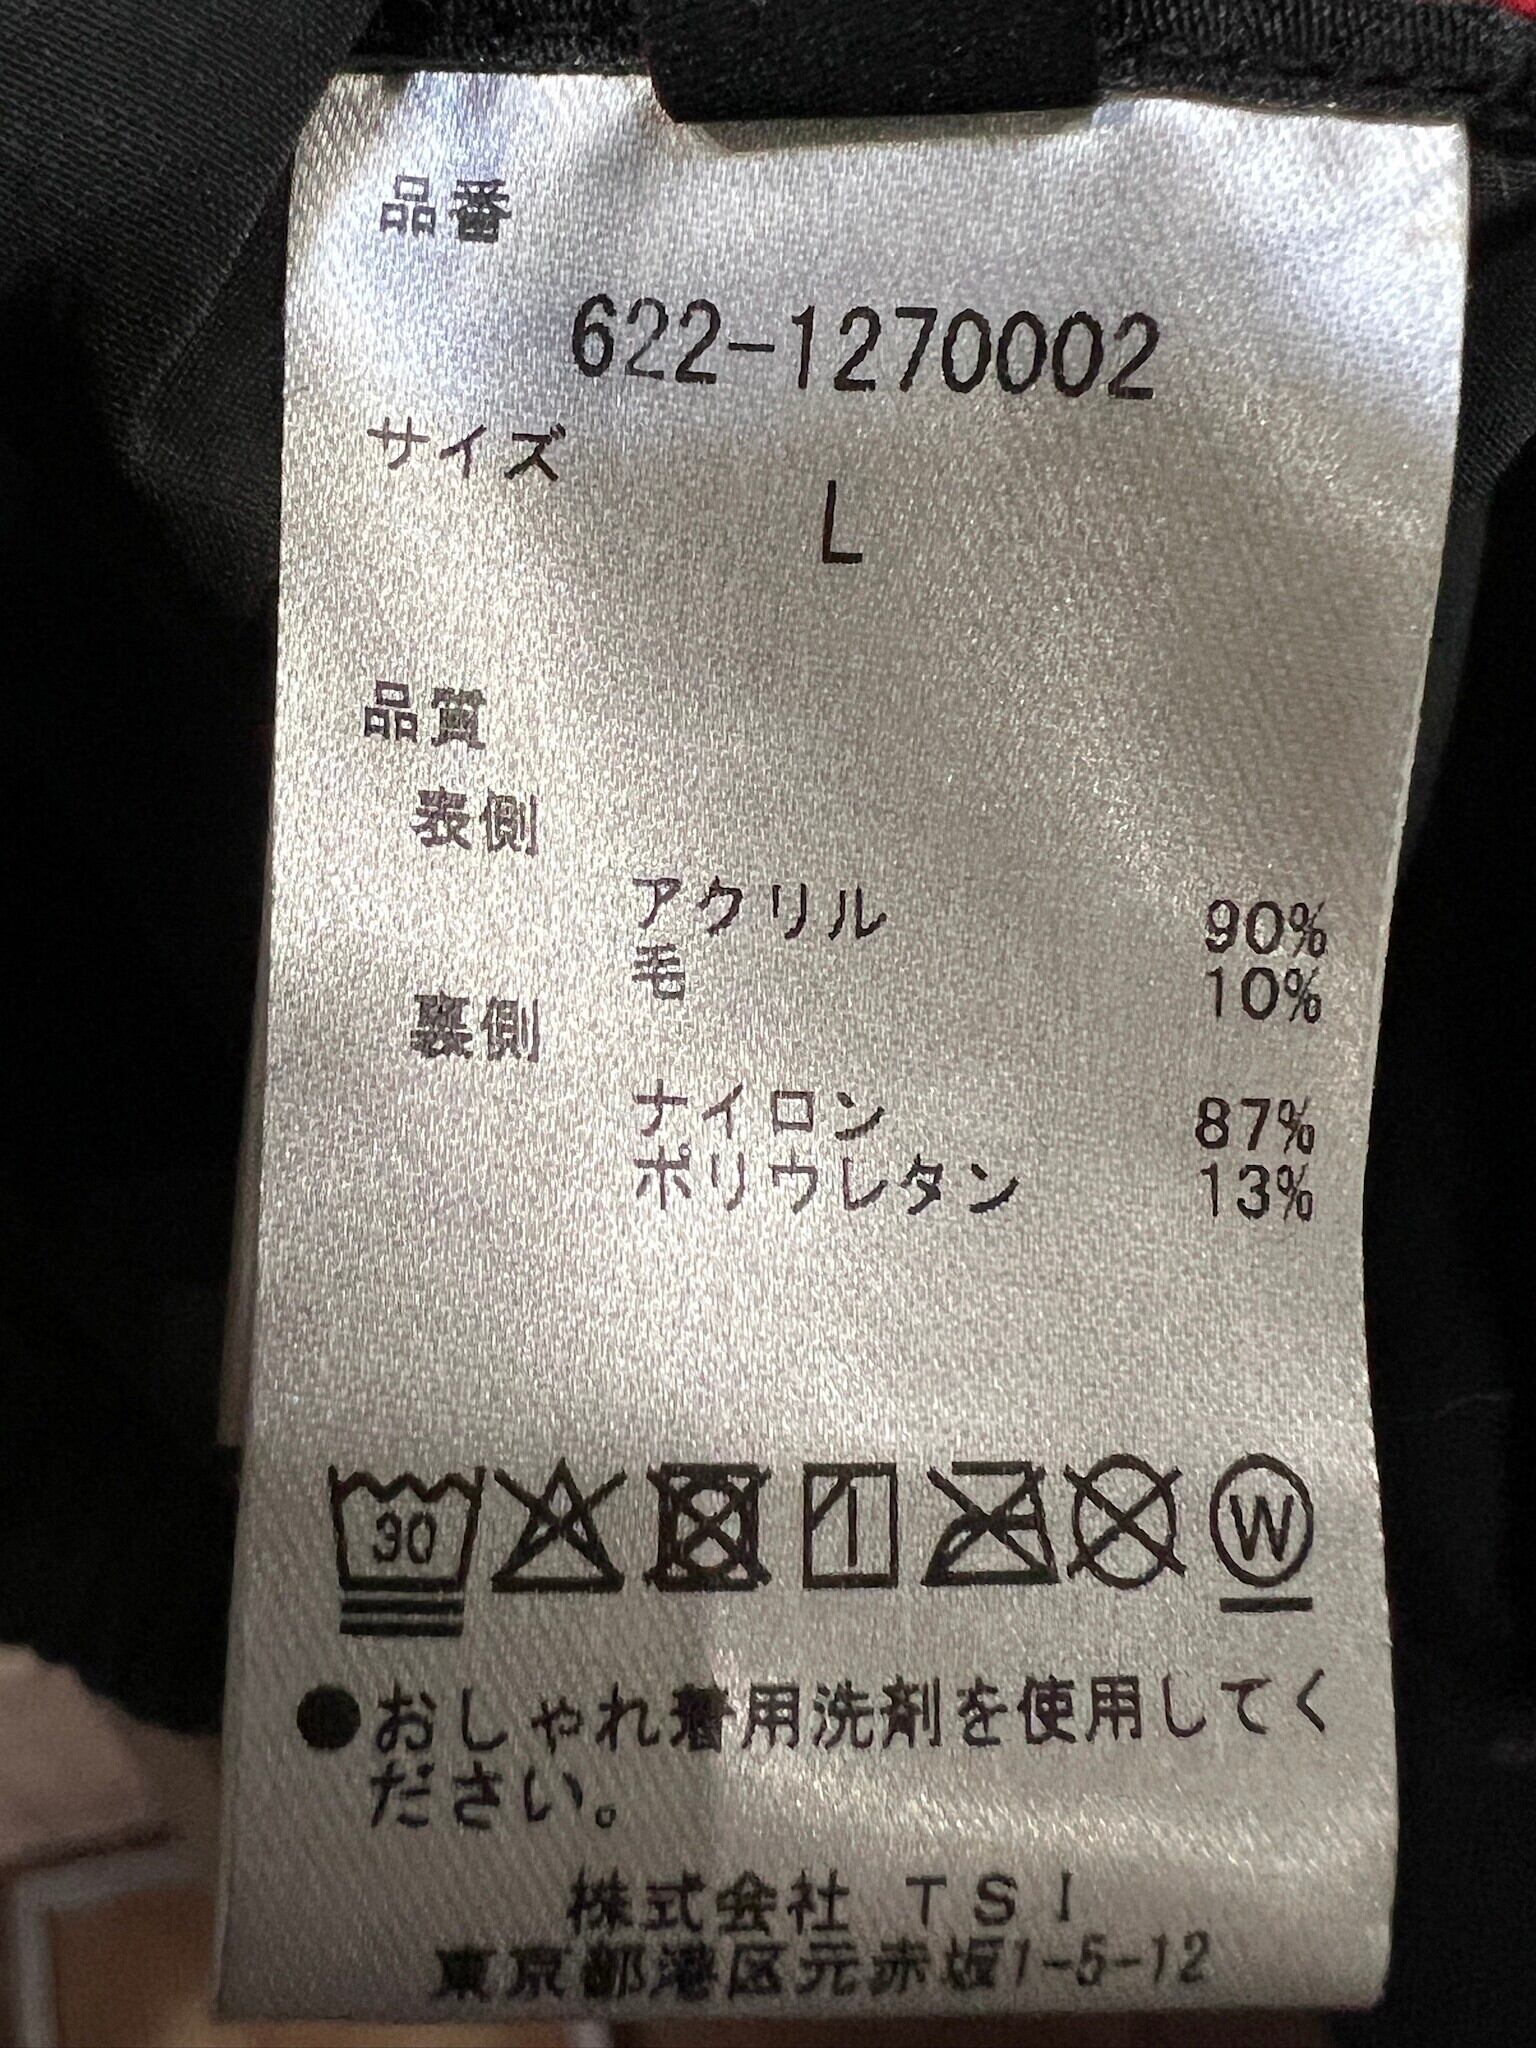 品番
622-1270002
サイズ
L
品質
表側
アクリル 90%
毛 10%
裏側
ナイロン 87%
ポリウレタン 13%
30
W
●おしゃれ着用洗剤を使用してく
ださい。
株式会社 TSI
東京都港区元赤坂1-5-12